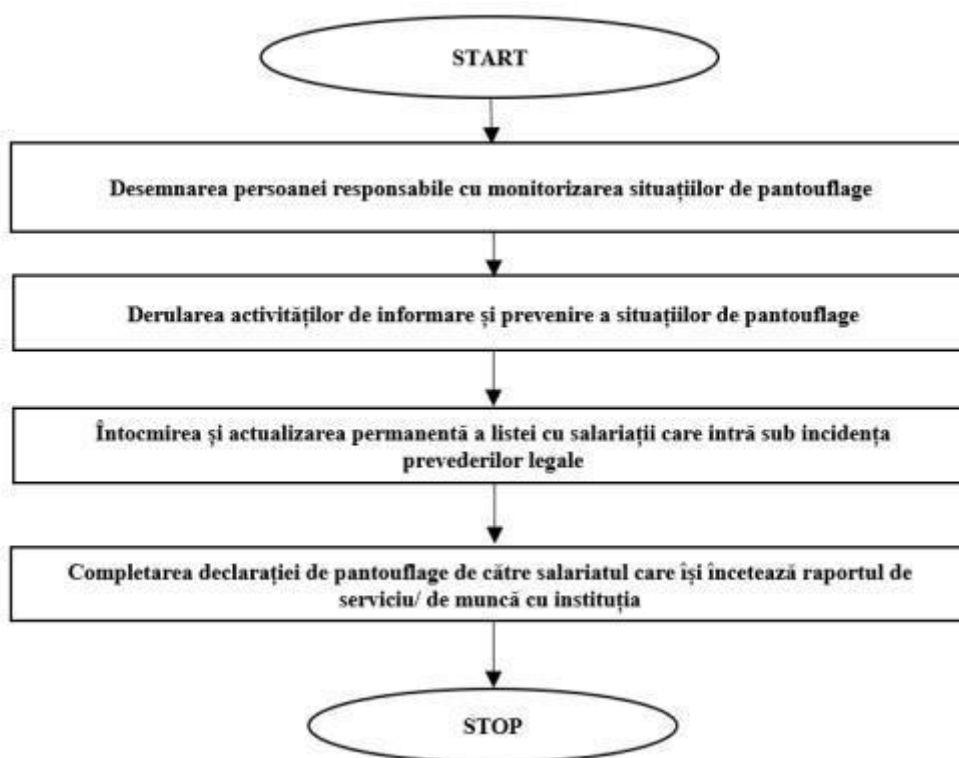 START
Desemnarea persoanei responsabile cu monitorizarea situațiilor de pantouflage
Derularea activităților de informare și prevenire a situațiilor de pantouflage
Întocmirea și actualizarea permanentă a listei cu salariații care intră sub incidența
prevederilor legale
Completarea declarației de pantouflage de către salariatul care își încetează raportul de
serviciu/ de muncă cu instituția
STOP